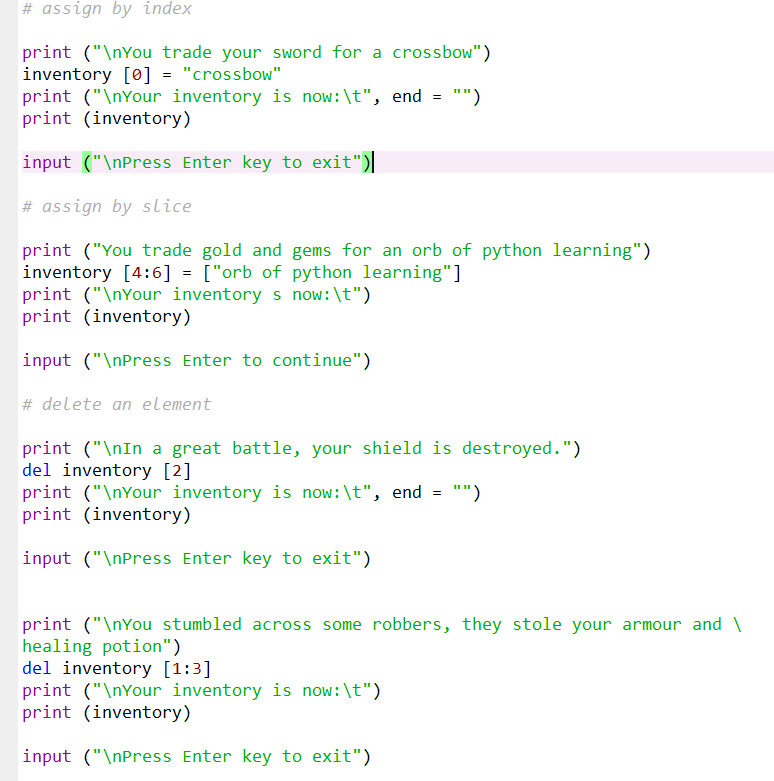 # assign by index
print ("\nYou trade your sword for a crossbow")
inventory [0] = "crossbow"
print ("\nYour inventory is now:\t", end = "")
print (inventory)
input ("\nPress Enter key to exit")
# assign by slice
print ("You trade gold and gems for an orb of python learning")
inventory [4:6] = ["orb of python learning"]
print ("\nYour inventory s now:\t")
print (inventory)
input ("\nPress Enter to continue")
# delete an element
print ("\nIn a great battle, your shield is destroyed.")
del inventory [2]
print ("\nYour inventory is now:\t", end = "")
print (inventory)
input ("\nPress Enter key to exit")
print ("\nYou stumbled across some robbers, they stole your armour and \
healing potion")
del inventory [1:3]
print ("\nYour inventory is now:\t")
print (inventory)
input ("\nPress Enter key to exit")